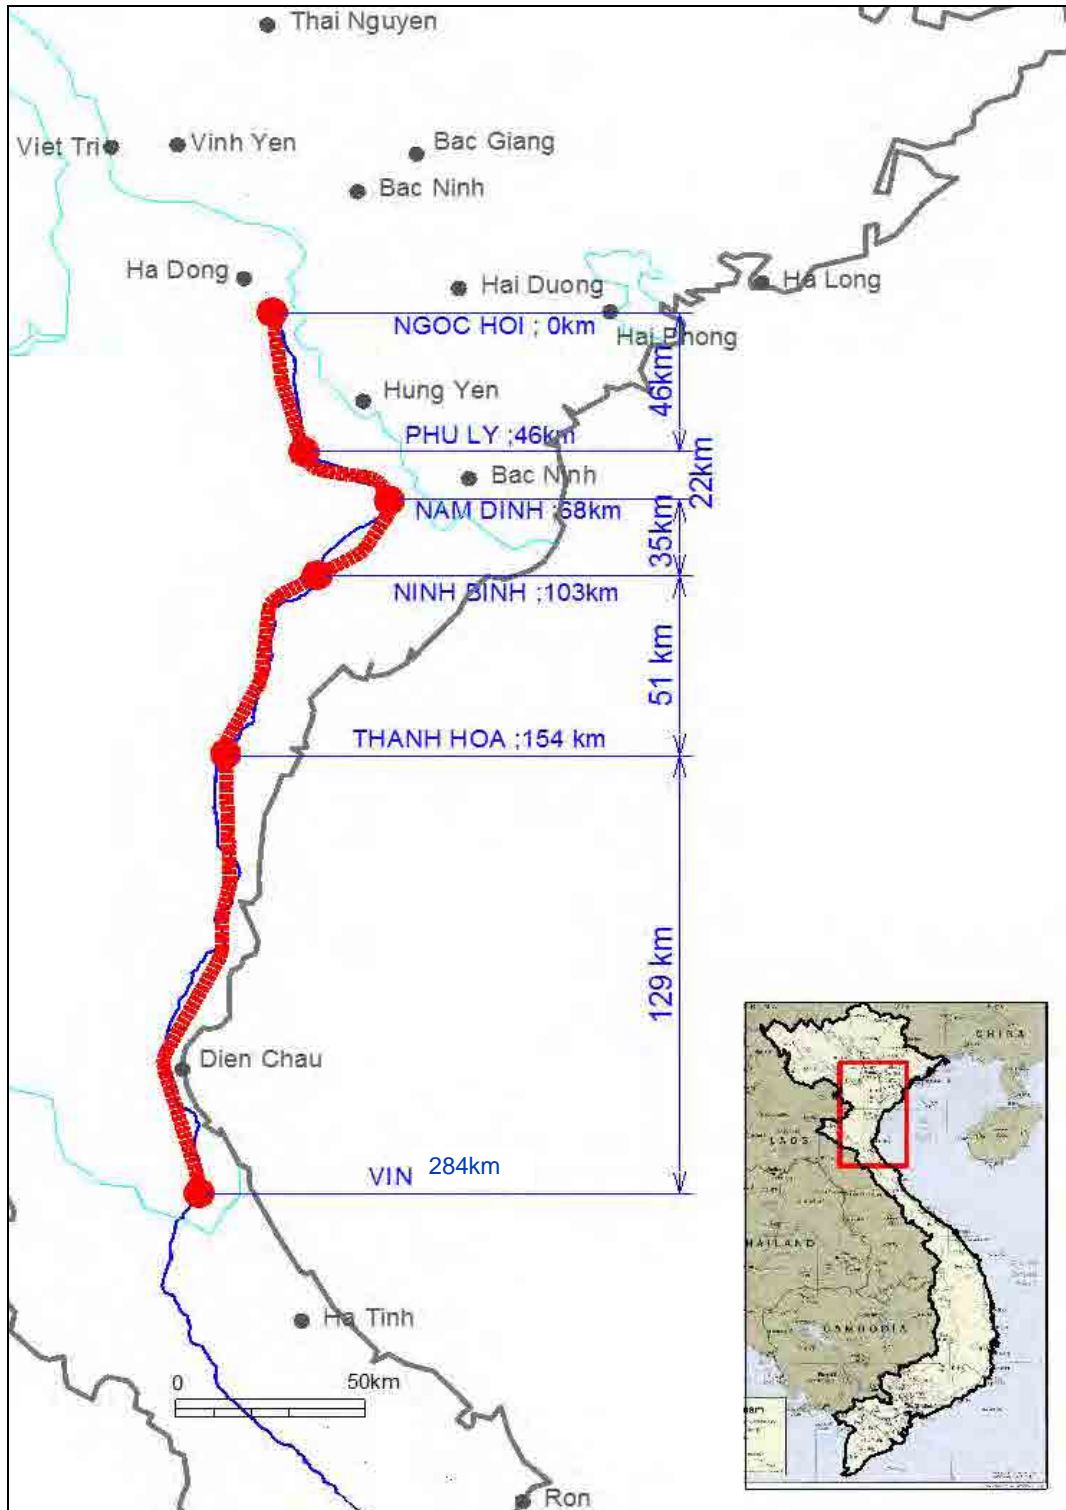 Thai Nguyen
Viet Tri
Vinh Yen
Bac Giang
Bac Ninh
Ha Dong
Hai Duong
Ha Long
NGOC HOI ; 0km
Hai Phong
46km
Hung Yen
PHU LY ;46km
22km
Bac Ninh
NAM DINH ;68km
35km
NINH BINH ;103km
51 km
THANH HOA ;154 km
129 km
Dien Chau
VIN 284km
Ha Tinh
0 50km
Ron
CHINA
LAOS
HAILAND
CAMBODIA